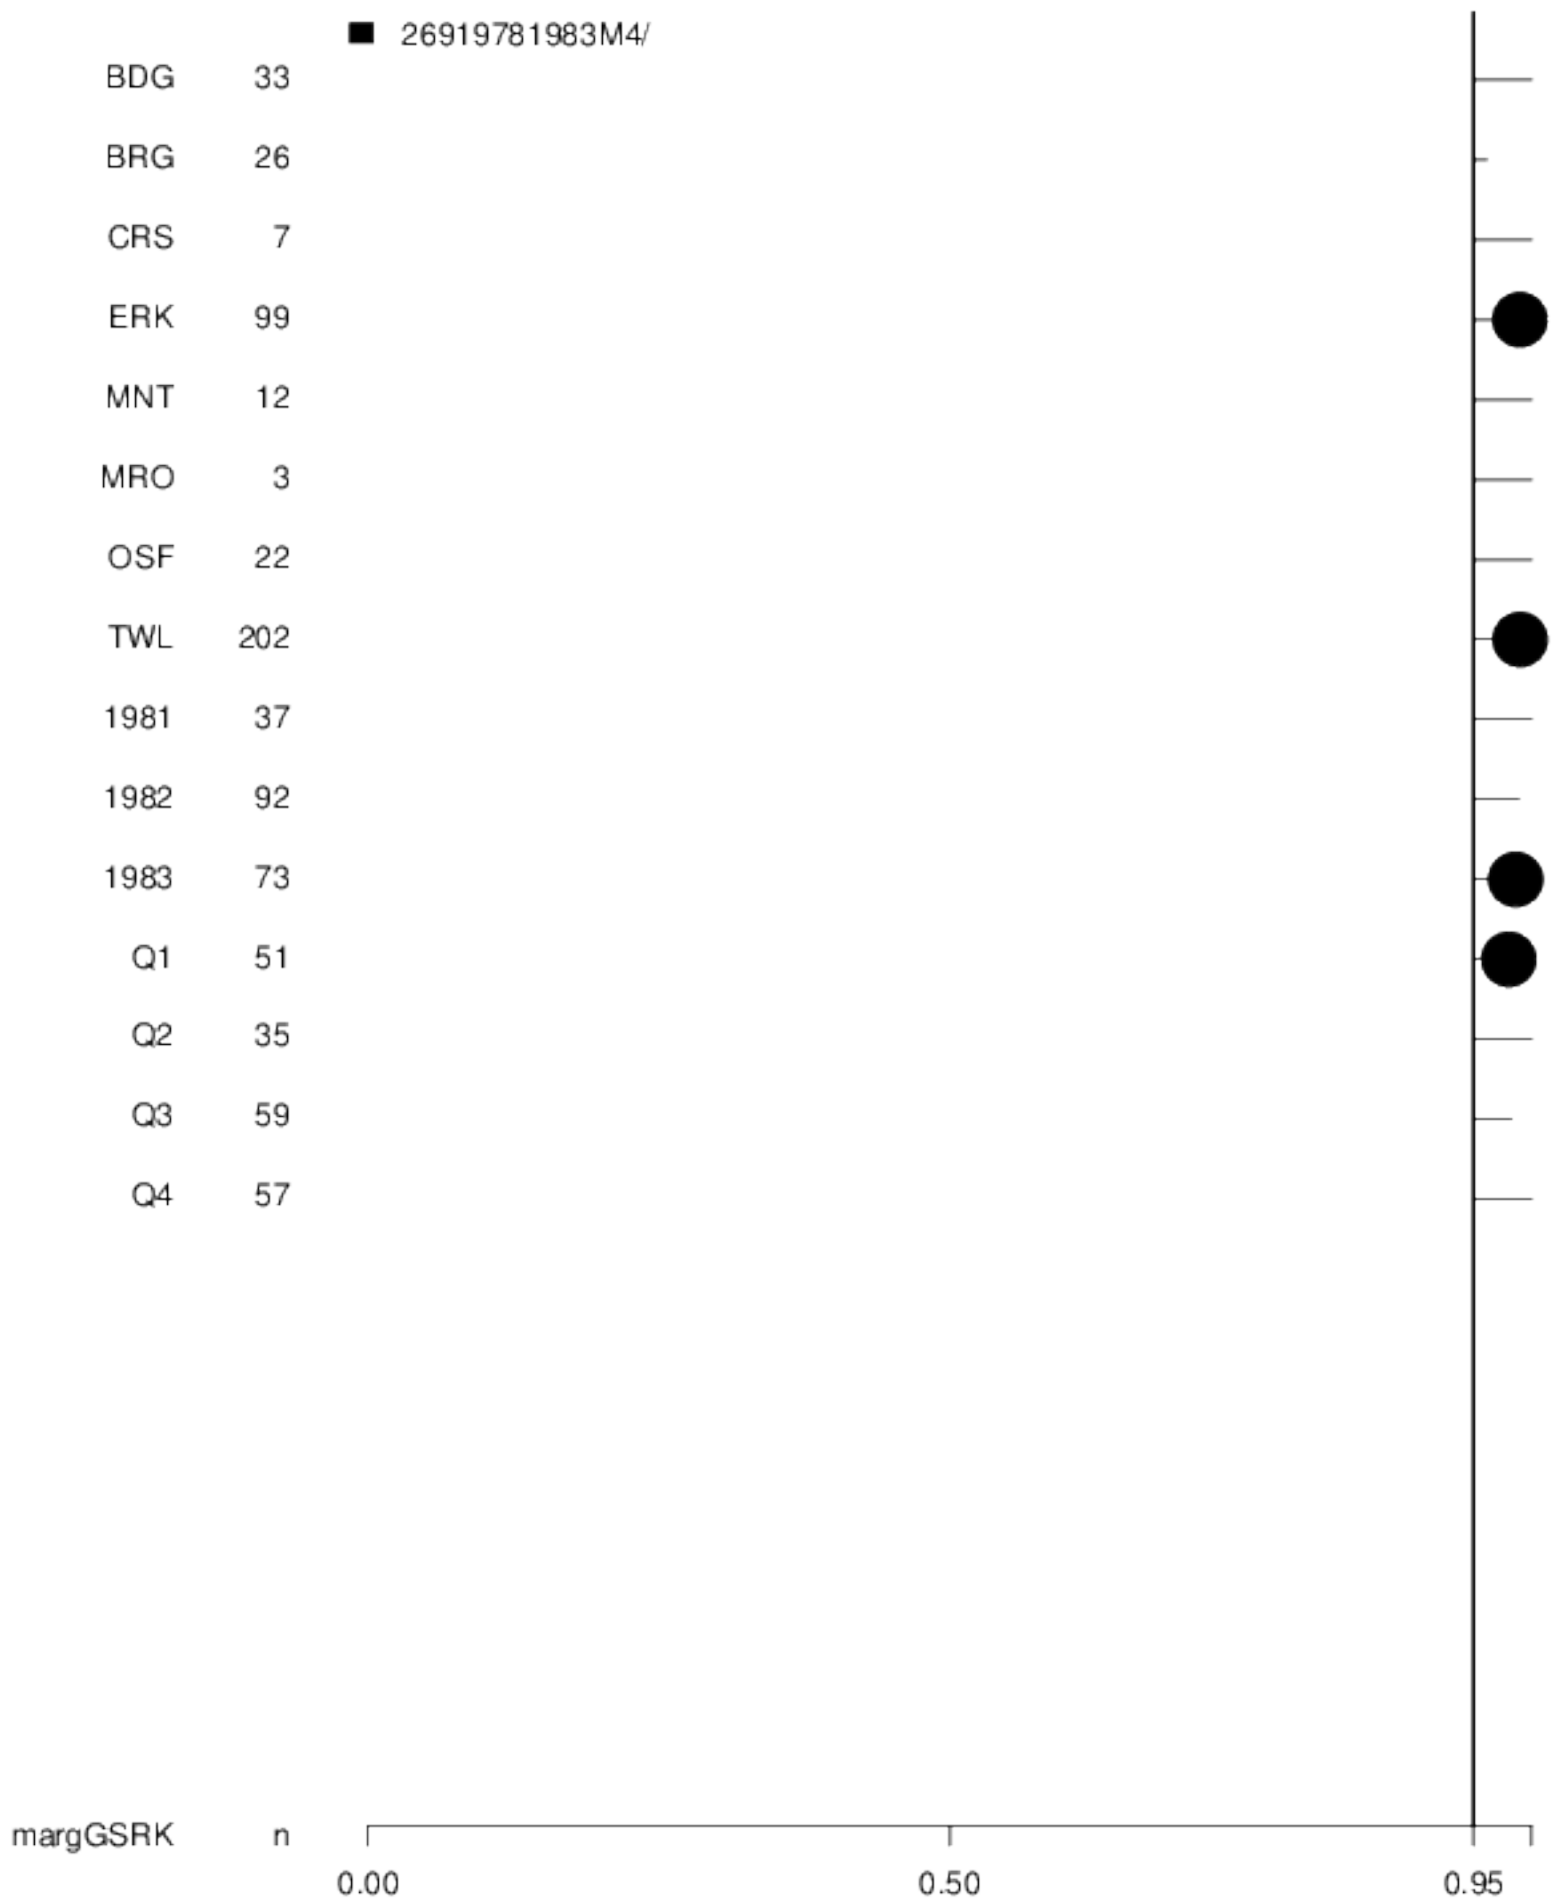 26919781983M4/
BDG 33
BRG 26
CRS 7
ERK 99
MNT 12
MRO 3
OSF 22
TWL 202
1981 37
1982 92
1983 73
Q1 51
Q2 35
Q3 59
Q4 57
margGSRK n
0.00 0.50 0.95